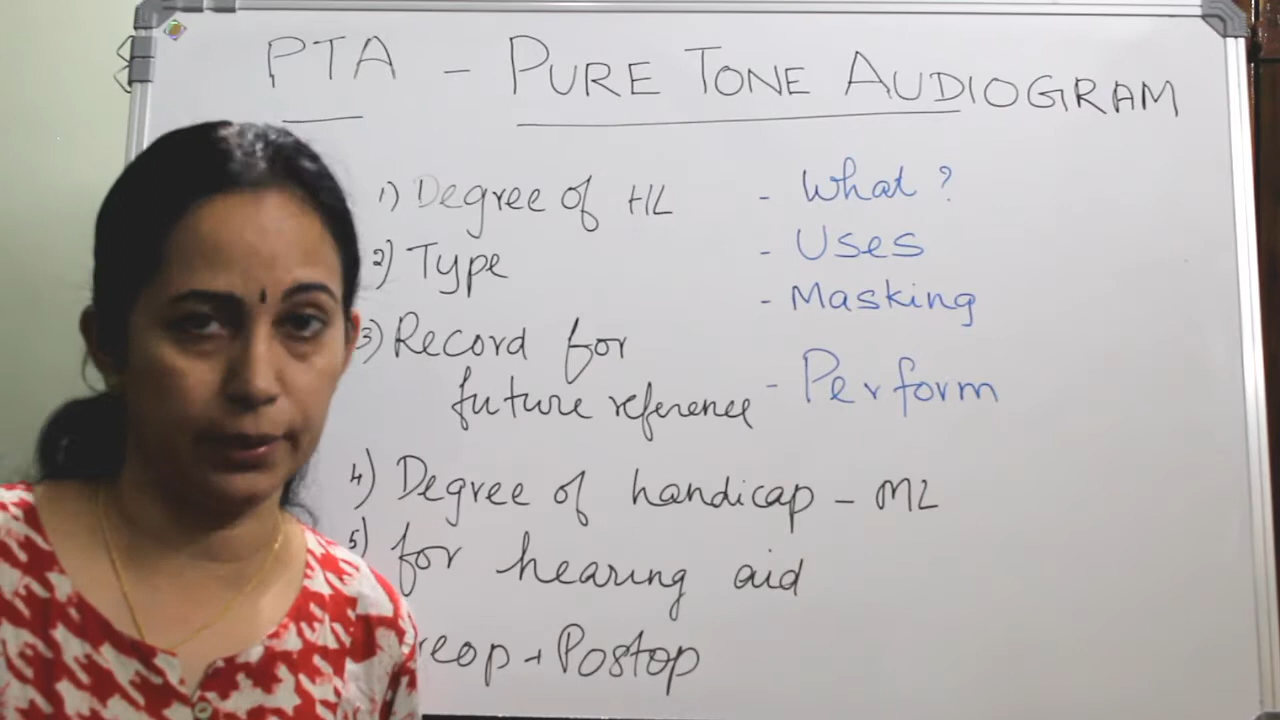 PTA - PURE TONE AUDIOGRAM
1) Degree of HL
2) Type
3) Record for
future reference
4) Degree of handicap - ML
5) for hearing aid
reop + Postop
- What?
- Uses
- Masking
- Perform